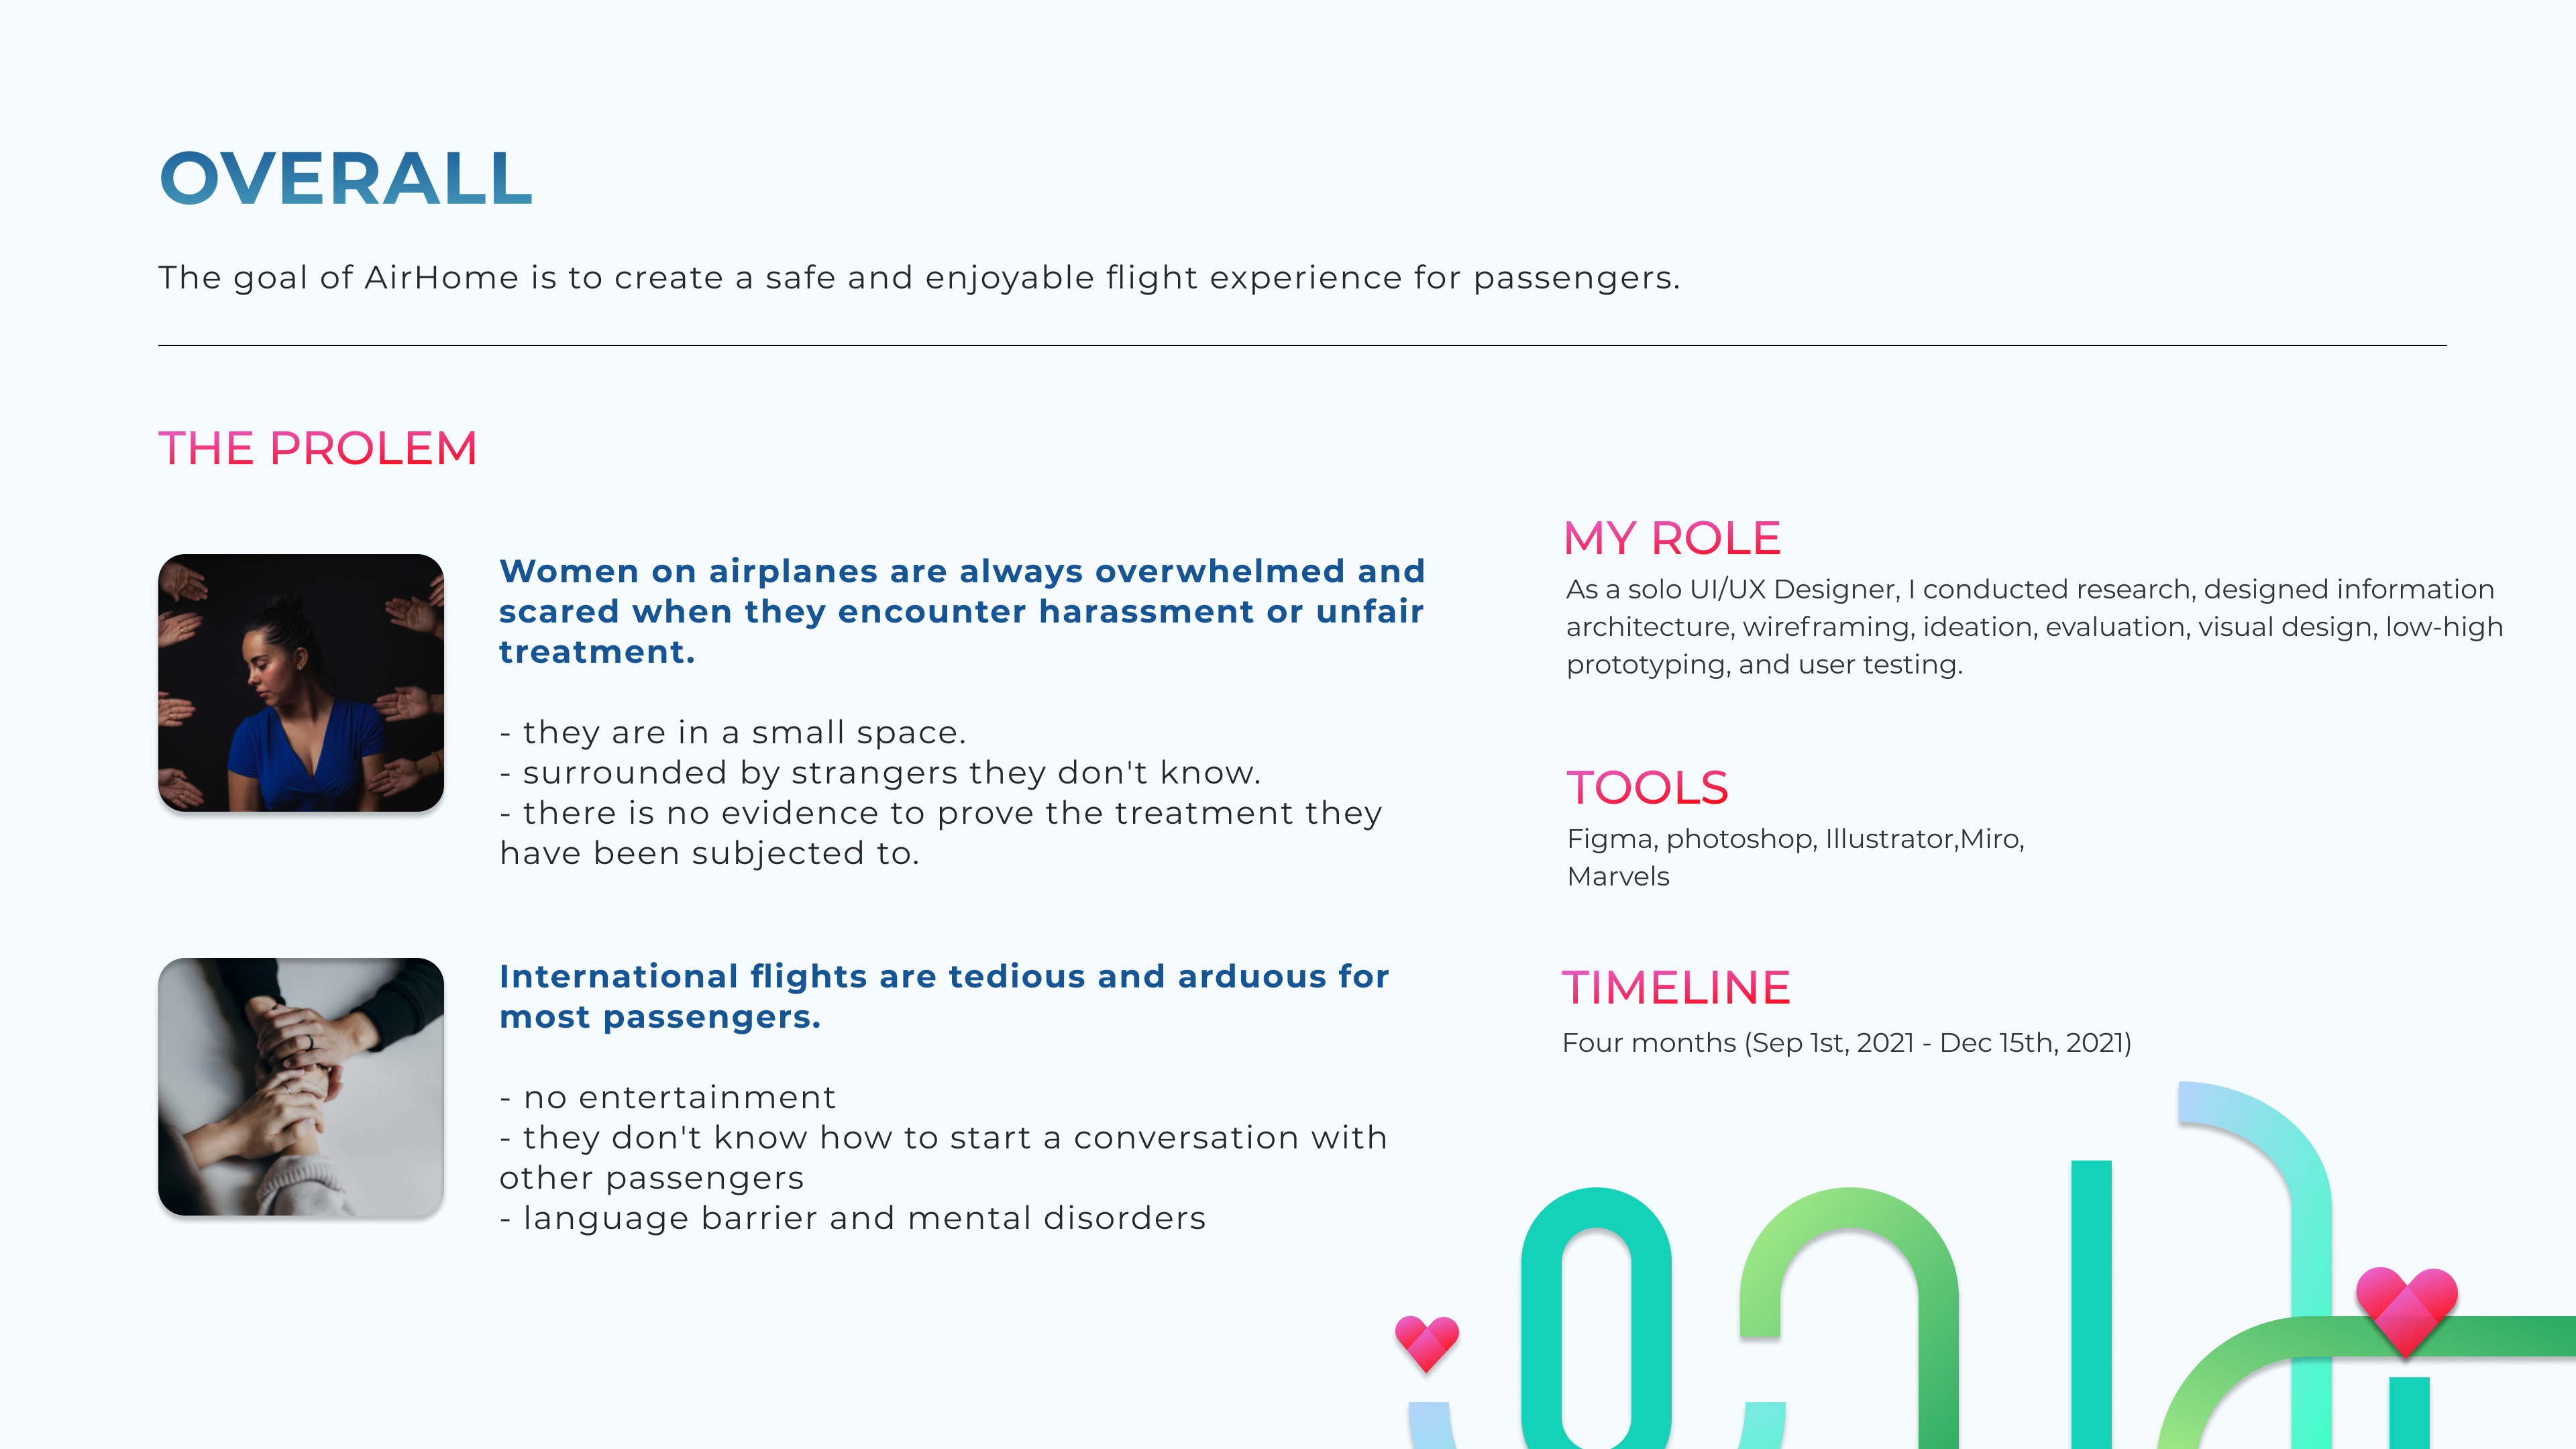 OVERALL
The goal of AirHome is to create a safe and enjoyable flight experience for passengers.
THE PROLEM
Women on airplanes are always overwhelmed and
scared when they encounter harassment or unfair
treatment.
- they are in a small space.
- surrounded by strangers they don't know.
- there is no evidence to prove the treatment they
have been subjected to.
International flights are tedious and arduous for
most passengers.
- no entertainment
- they don't know how to start a conversation with
other passengers
- language barrier and mental disorders
MY ROLE
As a solo UI/UX Designer, I conducted research, designed information
architecture, wireframing, ideation, evaluation, visual design, low-high
prototyping, and user testing.
TOOLS
Figma, photoshop, Illustrator,Miro,
Marvels
TIMELINE
Four months (Sep 1st, 2021 - Dec 15th, 2021)